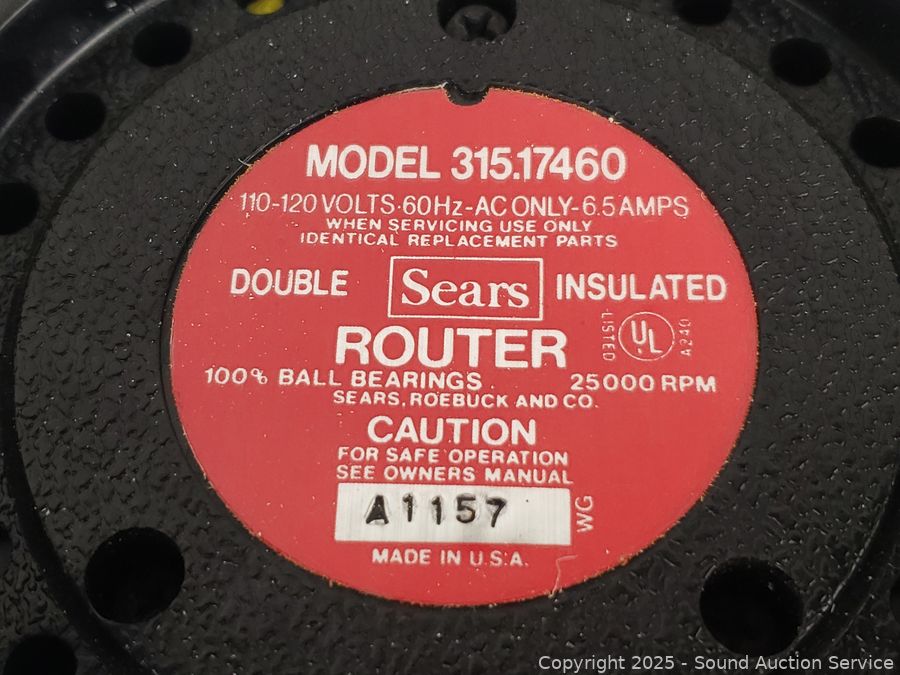 MODEL 315.17460
110-120 VOLTS·60Hz-AC ONLY-6.5 AMPS
WHEN SERVICING USE ONLY
IDENTICAL REPLACEMENT PARTS
DOUBLE Sears INSULATED
LISTED UL A240
ROUTER
100% BALL BEARINGS 25000 RPM
SEARS, ROEBUCK AND CO.
CAUTION
FOR SAFE OPERATION
SEE OWNERS MANUAL
A1157 WG
MADE IN U.S.A.
Copyright 2025 - Sound Auction Service